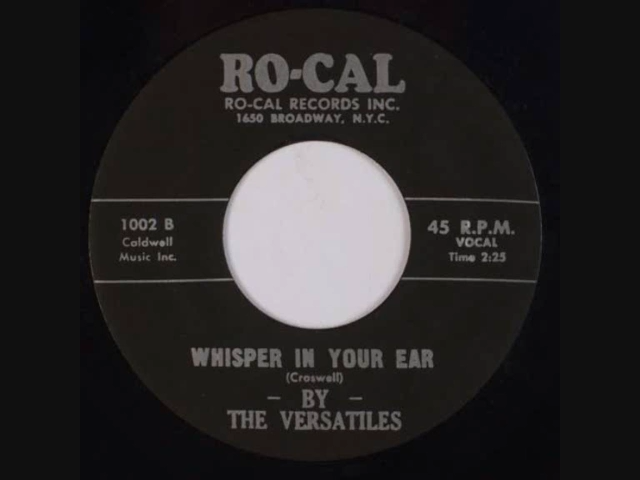 RO-CAL
RO-CAL RECORDS INC.
1650 BROADWAY, N.Y.C.
1002 B
Caldwell
Music Inc.
45 R.P.M.
VOCAL
Time 2:25
WHISPER IN YOUR EAR
(Croswell)
- BY -
THE VERSATILES